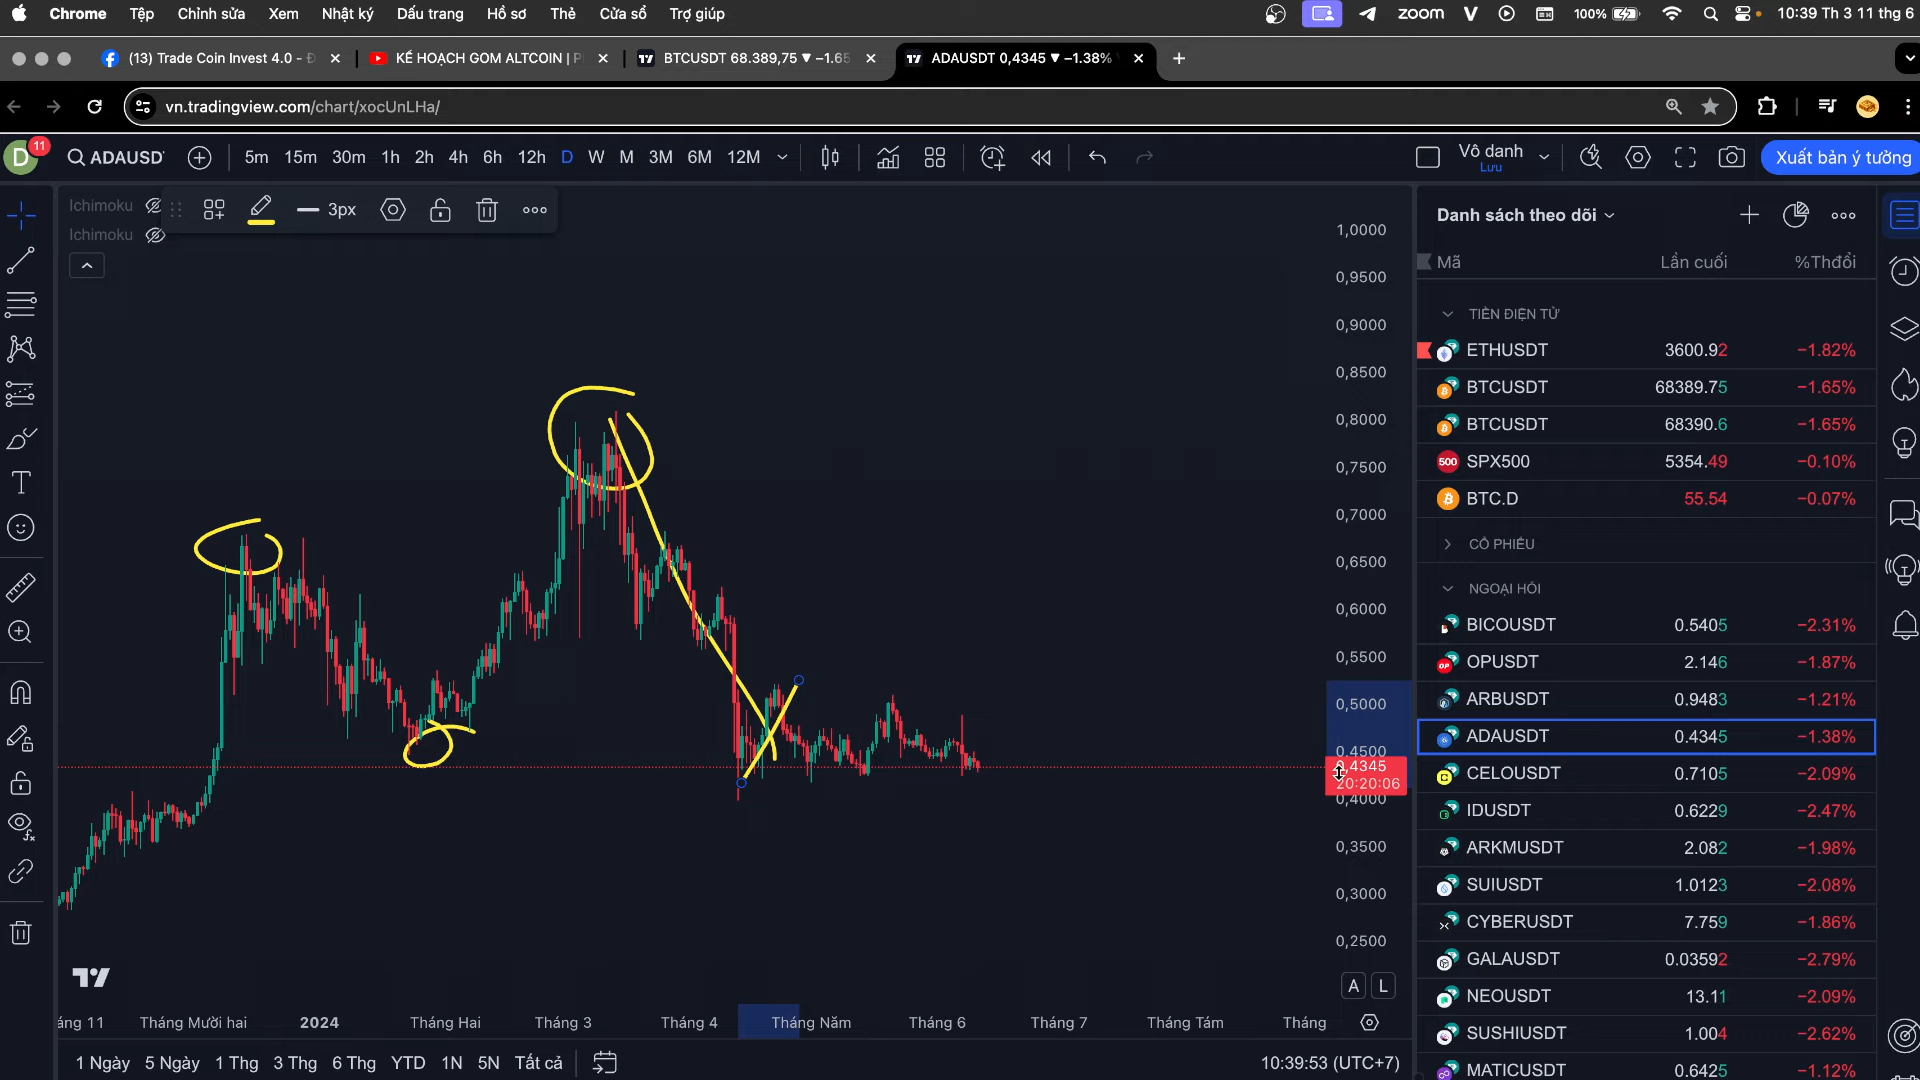 Chrome Tệp Chỉnh sửa Xem Nhật ký Dấu trang Hồ sơ Thẻ Cửa sổ Trợ giúp zoom 100% 10:39 Th 3 11 thg 6
(13) Trade Coin Invest 4.0 - KẾ HOẠCH GOM ALTCOIN | BTCUSDT 68.389,75 ▼ −1.65 ADAUSDT 0,4345 ▼ −1.38%
vn.tradingview.com/chart/xocUnLHa/
D 11 ADAUSD 5m 15m 30m 1h 2h 4h 6h 12h D W M 3M 6M 12M Vô danh Lưu Xuất bản ý tưởng
Ichimoku 3px
Ichimoku
1,0000
0,9500
0,9000
0,8500
0,8000
0,7500
0,7000
0,6500
0,6000
0,5500
0,5000
0,4500
0,4345
20:20:06
0,4000
0,3500
0,3000
0,2500
A L
áng 11 Tháng Mười hai 2024 Tháng Hai Tháng 3 Tháng 4 Tháng Năm Tháng 6 Tháng 7 Tháng Tám Tháng
1 Ngày 5 Ngày 1 Thg 3 Thg 6 Thg YTD 1N 5N Tất cả 10:39:53 (UTC+7)
Danh sách theo dõi
Mã Lần cuối %Thđổi
TIỀN ĐIỆN TỬ
ETHUSDT 3600.92 −1.82%
BTCUSDT 68389.75 −1.65%
BTCUSDT 68390.6 −1.65%
500 SPX500 5354.49 −0.10%
BTC.D 55.54 −0.07%
CỔ PHIẾU
NGOẠI HỐI
BICOUSDT 0.5405 −2.31%
OP OPUSDT 2.146 −1.87%
ARBUSDT 0.9483 −1.21%
ADAUSDT 0.4345 −1.38%
CELOUSDT 0.7105 −2.09%
IDUSDT 0.6229 −2.47%
ARKMUSDT 2.082 −1.98%
SUIUSDT 1.0123 −2.08%
CYBERUSDT 7.759 −1.86%
GALAUSDT 0.03592 −2.79%
NEOUSDT 13.11 −2.09%
SUSHIUSDT 1.004 −2.62%
MATICUSDT 0.6425 −1.12%